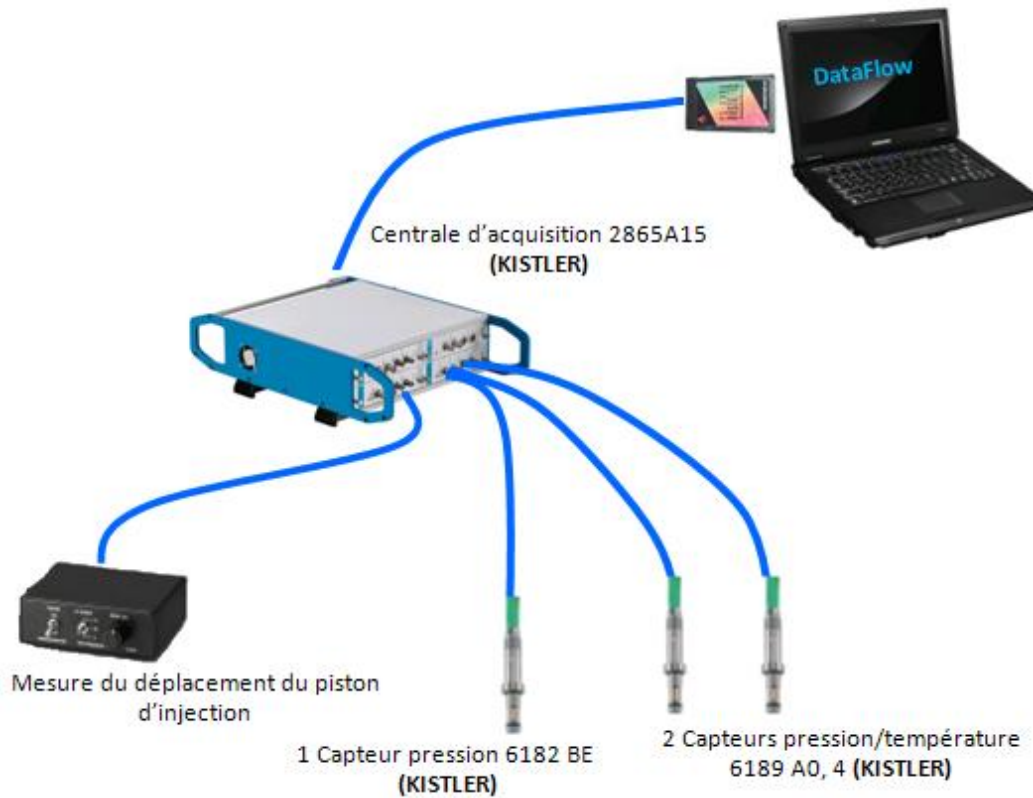 DataFlow
Centrale d’acquisition 2865A15
(KISTLER)
Mesure du déplacement du piston
d’injection
1 Capteur pression 6182 BE
(KISTLER)
2 Capteurs pression/température
6189 A0, 4 (KISTLER)